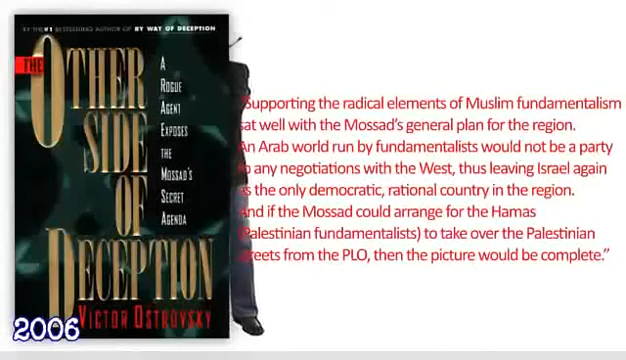 BY THE #1 BESTSELLING AUTHOR OF BY WAY OF DECEPTION
THE
OTHER
SIDE
OF
DECEPTION
A
ROGUE
AGENT
EXPOSES
THE
MOSSAD'S
SECRET
AGENDA
VICTOR OSTROVSKY
2006
"Supporting the radical elements of Muslim fundamentalism
sat well with the Mossad's general plan for the region.
An Arab world run by fundamentalists would not be a party
to any negotiations with the West, thus leaving Israel again
as the only democratic, rational country in the region.
And if the Mossad could arrange for the Hamas
(Palestinian fundamentalists) to take over the Palestinian
streets from the PLO, then the picture would be complete."